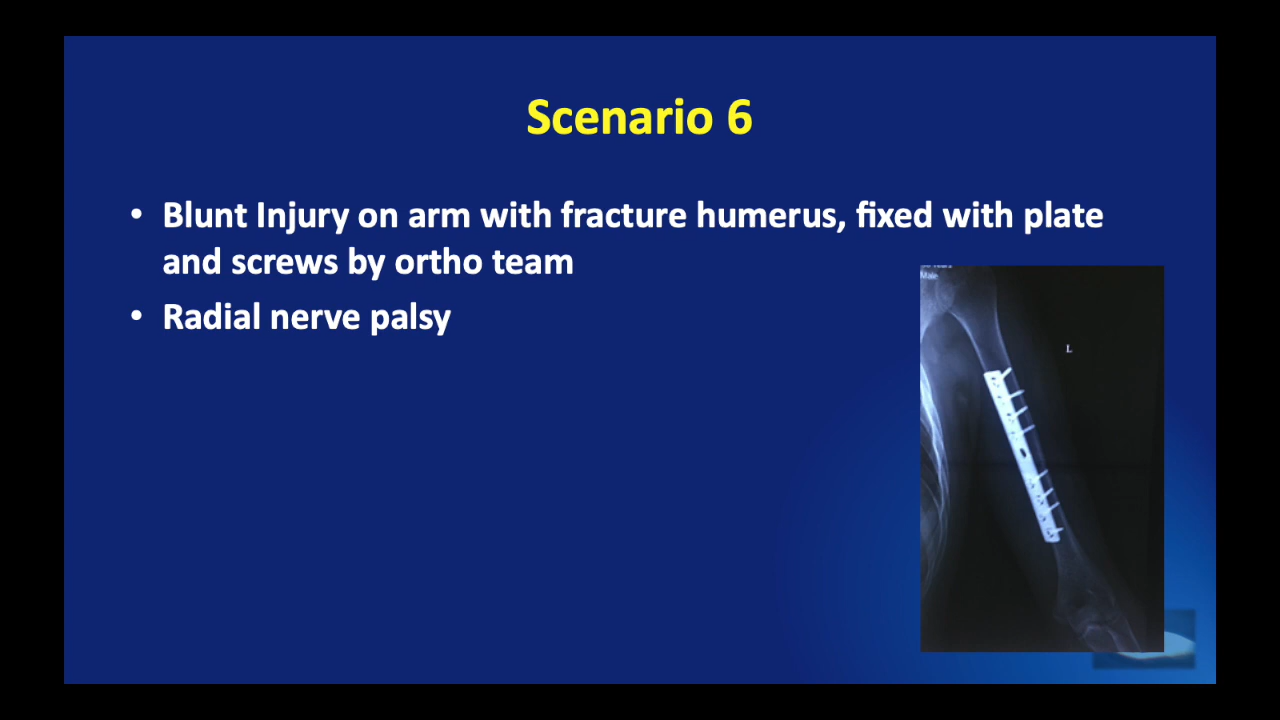 Scenario 6
• Blunt Injury on arm with fracture humerus, fixed with plate
and screws by ortho team
• Radial nerve palsy
L